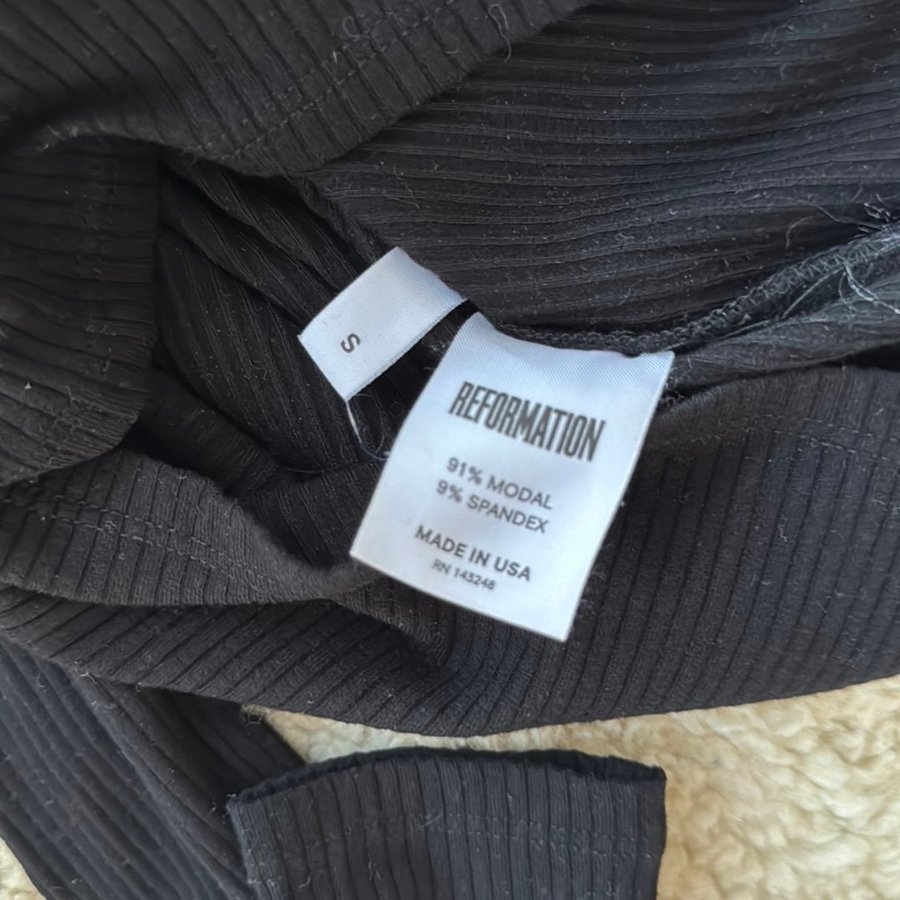 S
REFORMATION
91% MODAL
9% SPANDEX
MADE IN USA
RN 143248